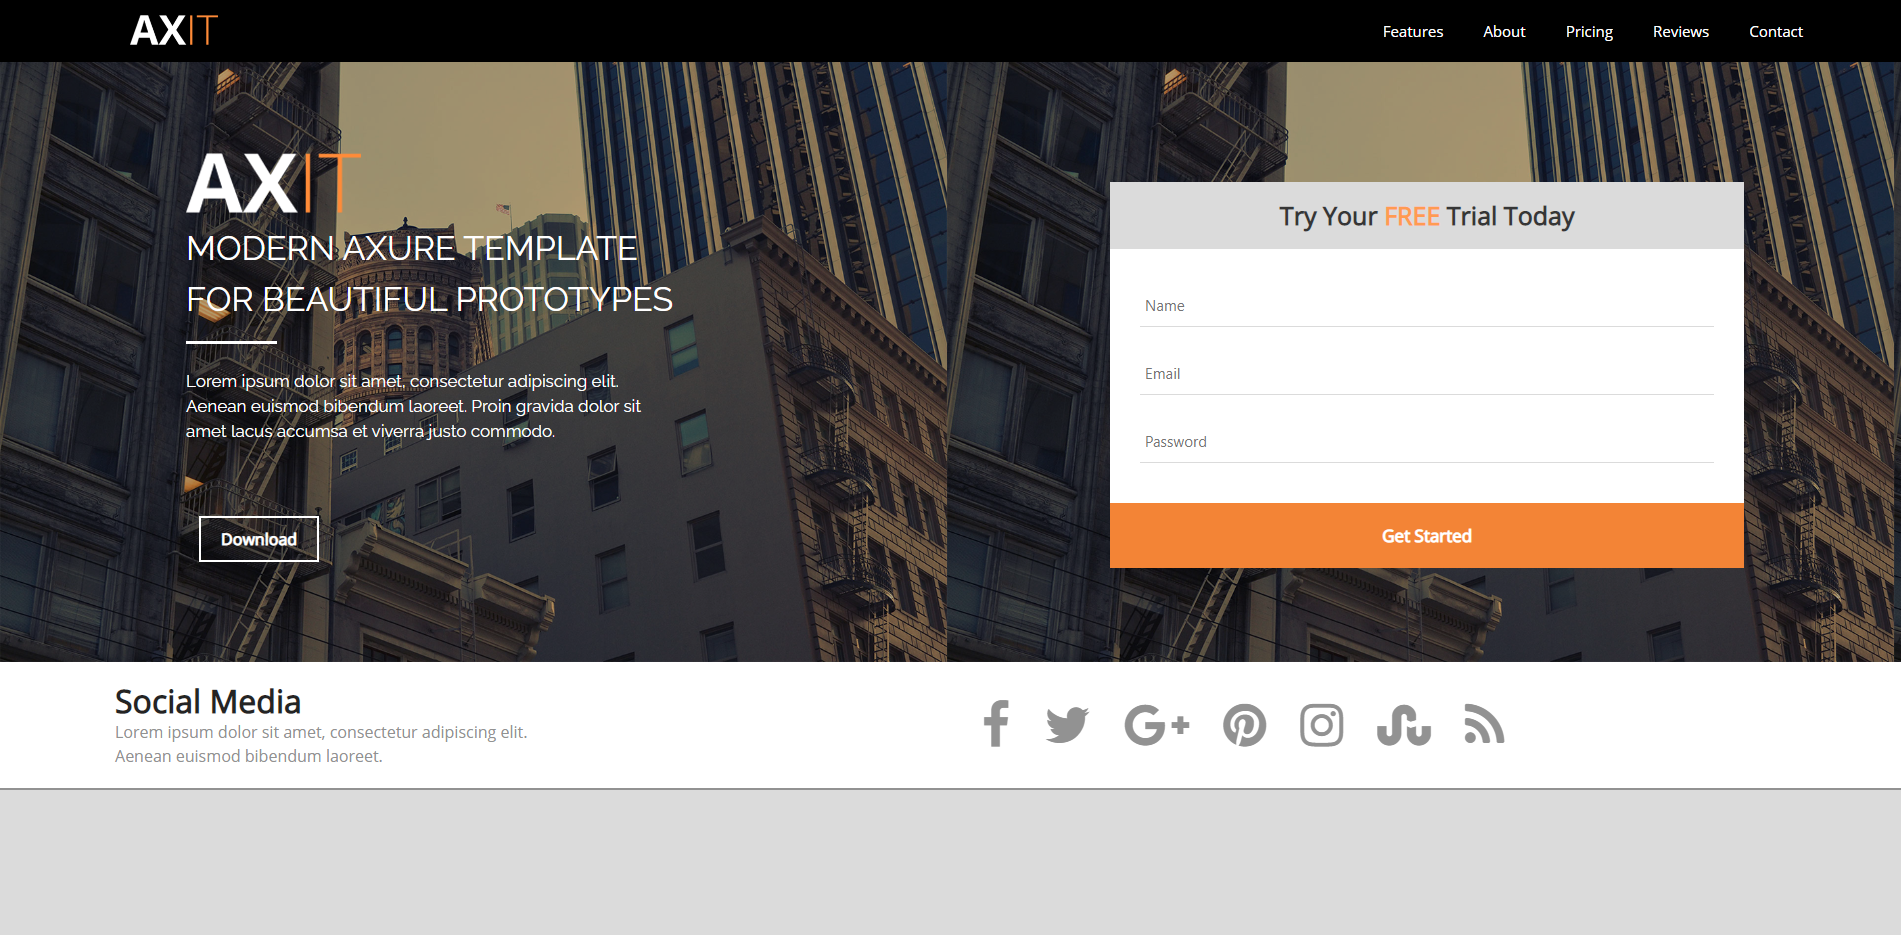 AXIT
Features
About
Pricing
Reviews
Contact
AXIT
MODERN AXURE TEMPLATE
FOR BEAUTIFUL PROTOTYPES
Lorem ipsum dolor sit amet, consectetur adipiscing elit.
Aenean euismod bibendum laoreet. Proin gravida dolor sit
amet lacus accumsa et viverra justo commodo.
Download
Try Your FREE Trial Today
Name
Email
Password
Get Started
Social Media
Lorem ipsum dolor sit amet, consectetur adipiscing elit.
Aenean euismod bibendum laoreet.